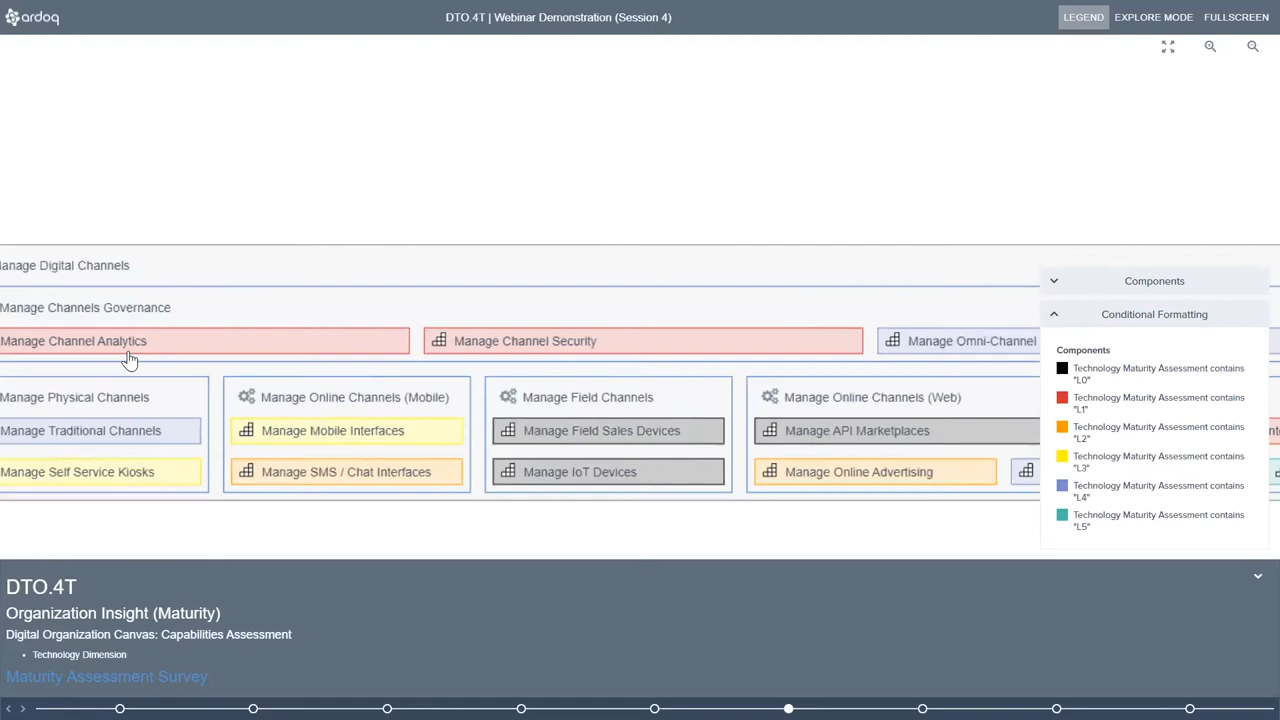 ardoq
DTO.4T | Webinar Demonstration (Session 4)
LEGEND
EXPLORE MODE
FULLSCREEN
anage Digital Channels
Manage Channels Governance
Manage Channel Analytics
Manage Channel Security
Manage Omni-Channel
Manage Physical Channels
Manage Online Channels (Mobile)
Manage Field Channels
Manage Online Channels (Web)
Manage Traditional Channels
Manage Mobile Interfaces
Manage Field Sales Devices
Manage API Marketplaces
Manage Self Service Kiosks
Manage SMS / Chat Interfaces
Manage IoT Devices
Manage Online Advertising
Components
Conditional Formatting
Components
Technology Maturity Assessment contains
"L0"
Technology Maturity Assessment contains
"L1"
Technology Maturity Assessment contains
"L2"
Technology Maturity Assessment contains
"L3"
Technology Maturity Assessment contains
"L4"
Technology Maturity Assessment contains
"L5"
DTO.4T
Organization Insight (Maturity)
Digital Organization Canvas: Capabilities Assessment
• Technology Dimension
Maturity Assessment Survey